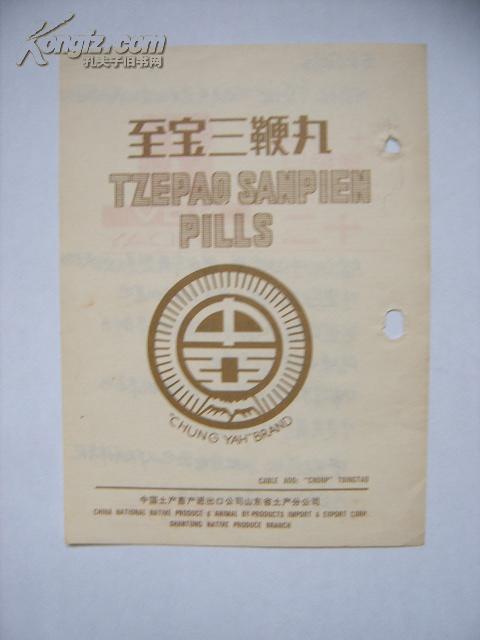 Kongfz.com
孔夫子旧书网
至宝三鞭丸
TZEPAO SANPIEN
PILLS
"CHUNG YAH" BRAND
CABLE ADD: "CNDUP" TSINGTAO
中国土产畜产进出口公司山东省土产分公司
CHINA NATIONAL NATIVE PRODUCE & ANIMAL BY-PRODUCTS IMPORT & EXPORT CORP.
SHANTUNG NATIVE PRODUCE BRANCH